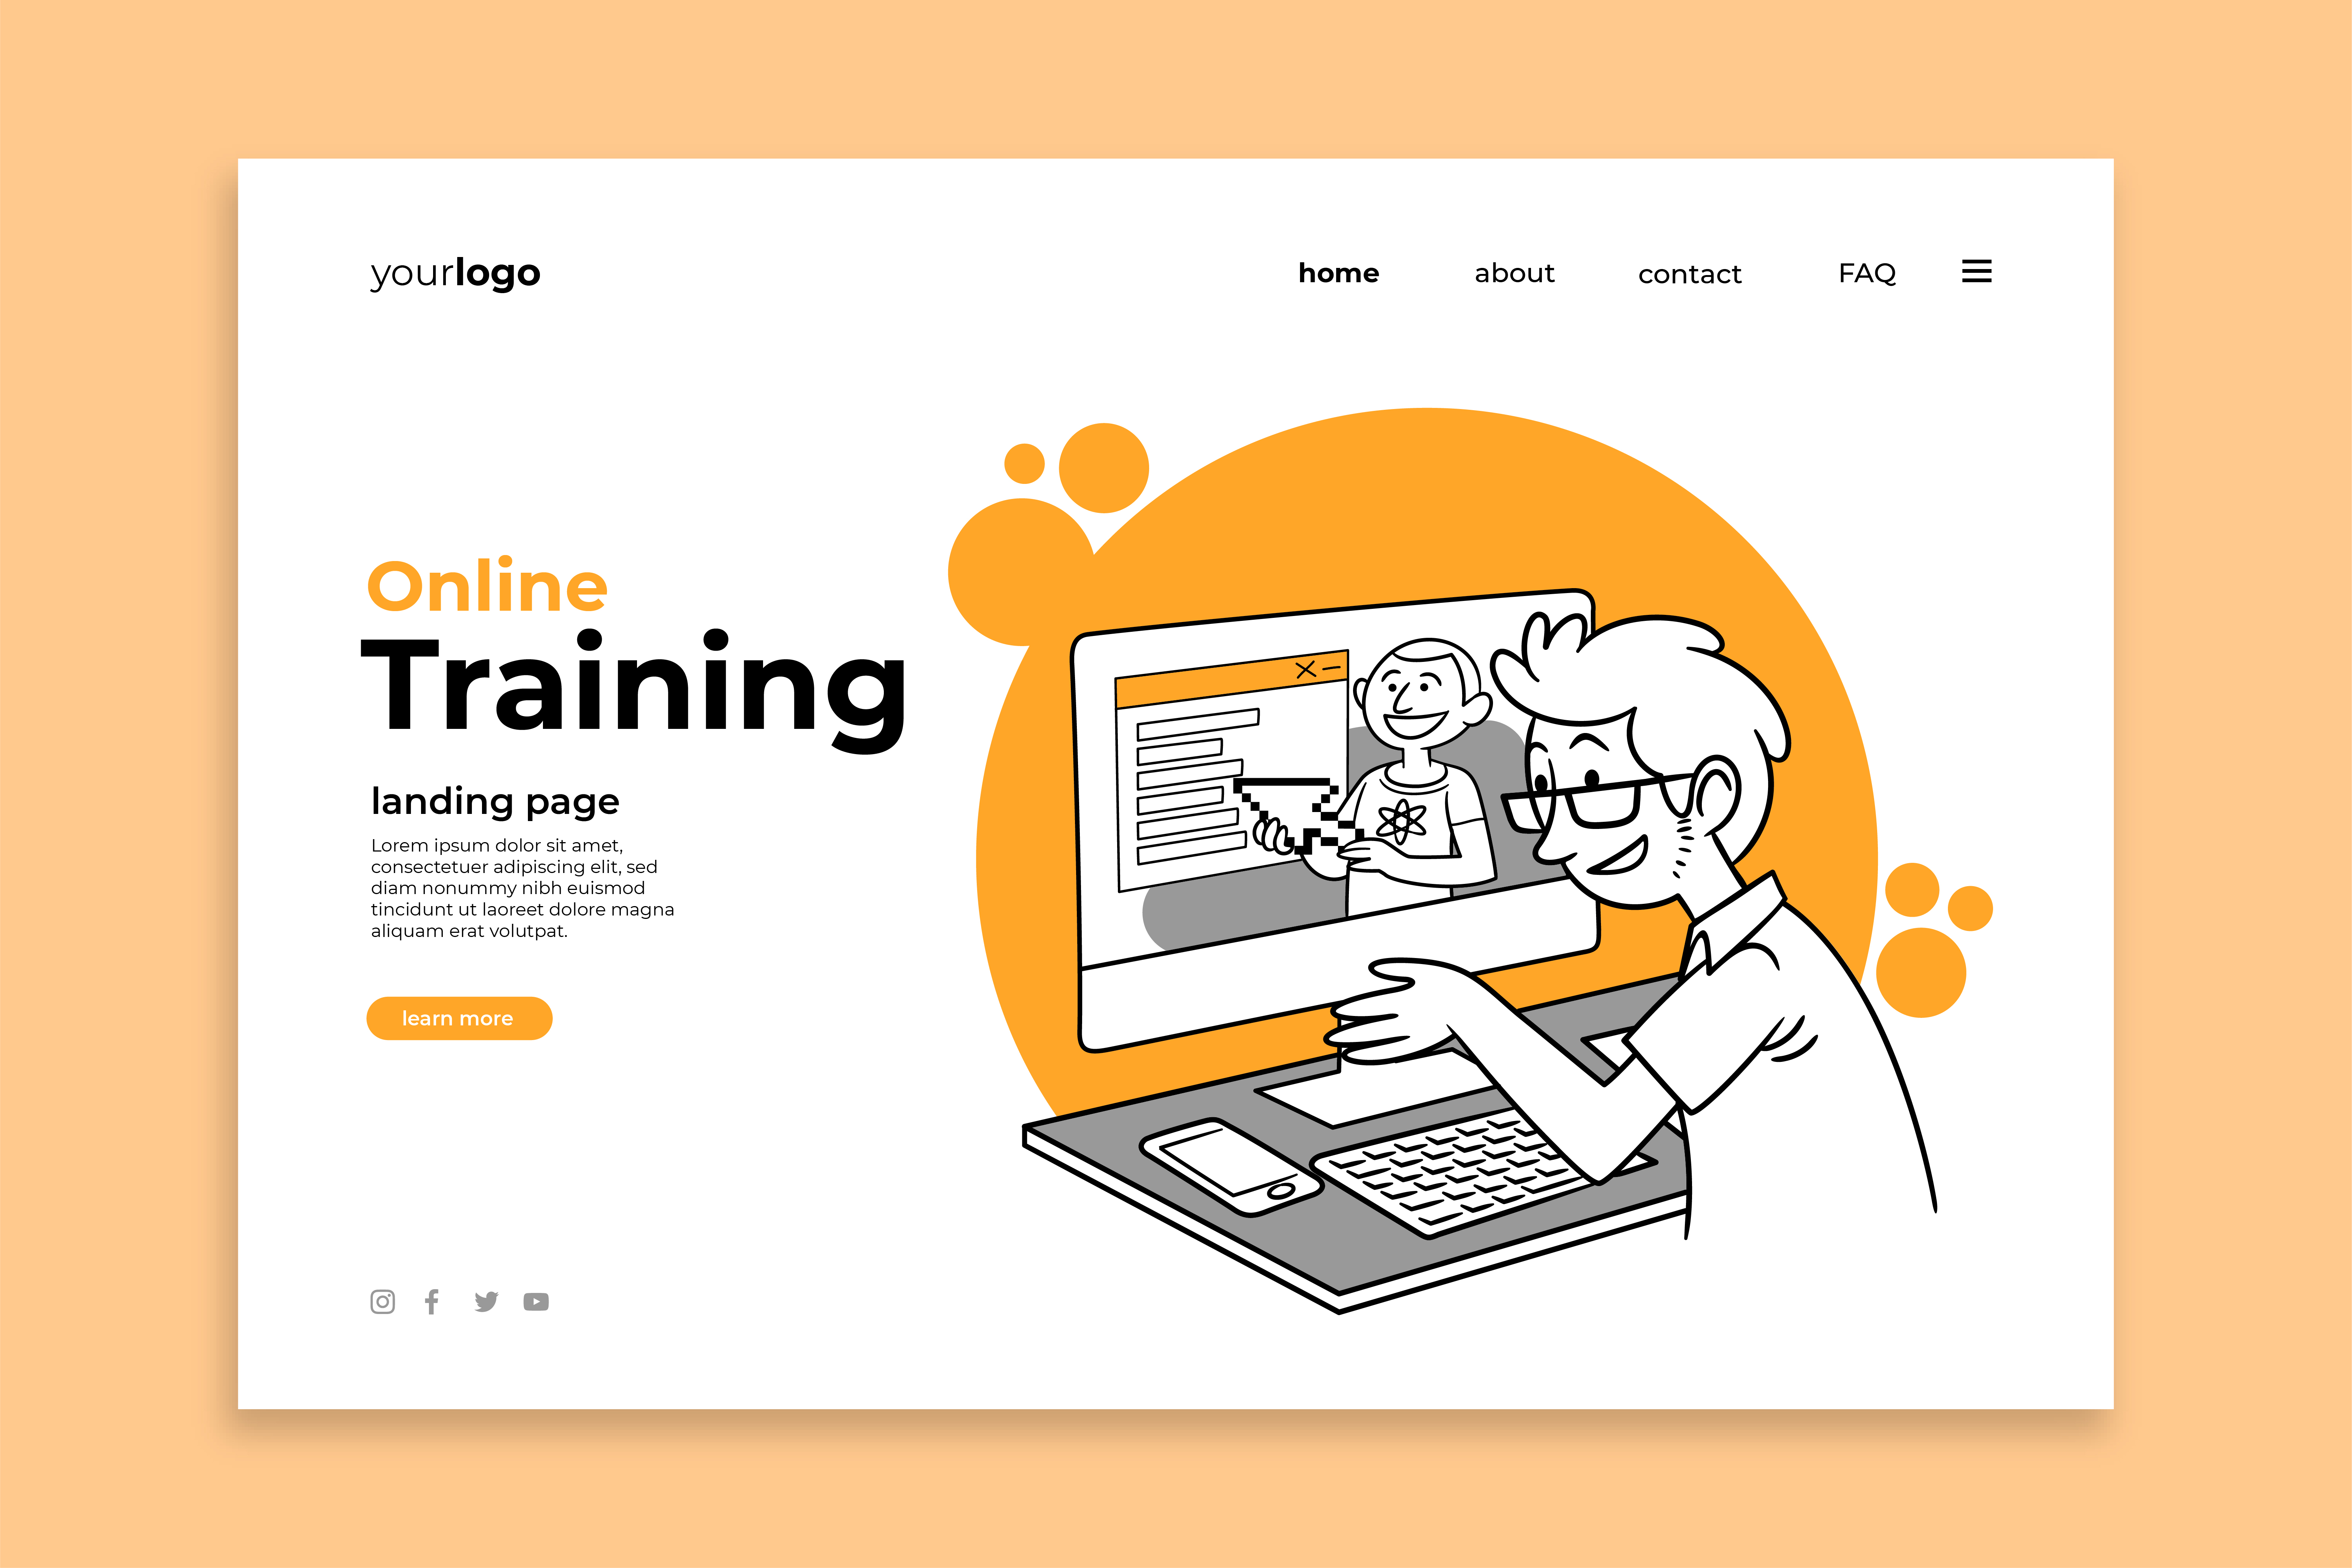 yourlogo
home about contact FAQ
Online
Training
landing page
Lorem ipsum dolor sit amet,
consectetuer adipiscing elit, sed
diam nonummy nibh euismod
tincidunt ut laoreet dolore magna
aliquam erat volutpat.
learn more